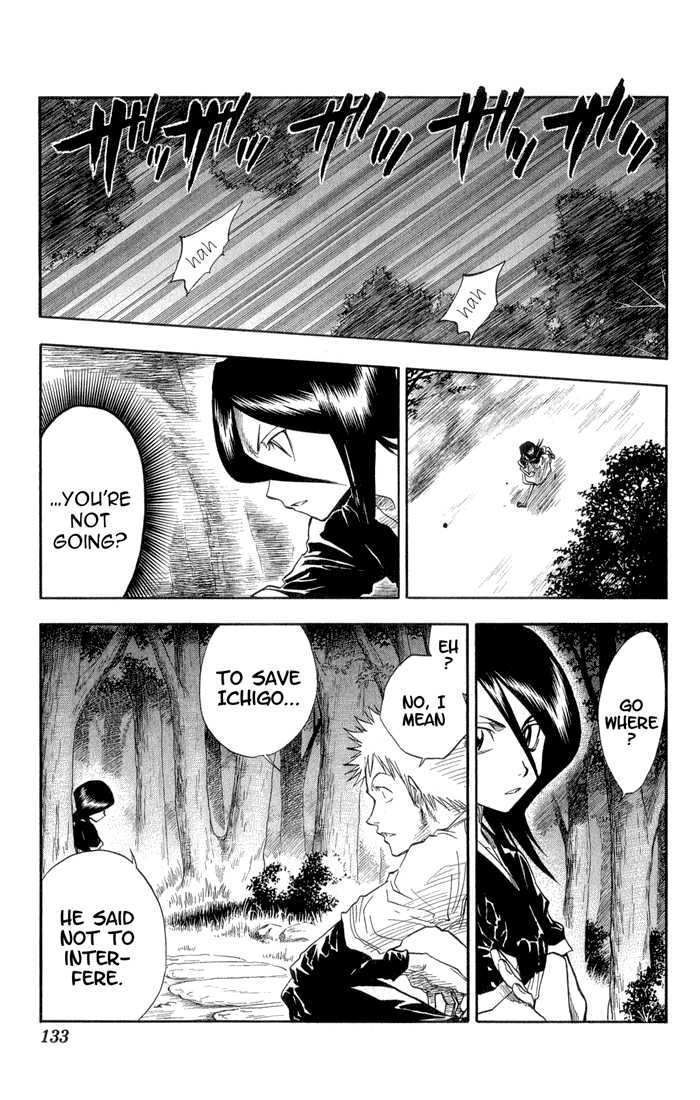 ザッ ザッ ザッ ザッ ザッ
hah
hah
...YOU'RE
NOT
GOING?
GO
WHERE
?
EH
?
NO, I
MEAN
TO SAVE
ICHIGO...
HE SAID
NOT TO
INTER-
FERE.
133